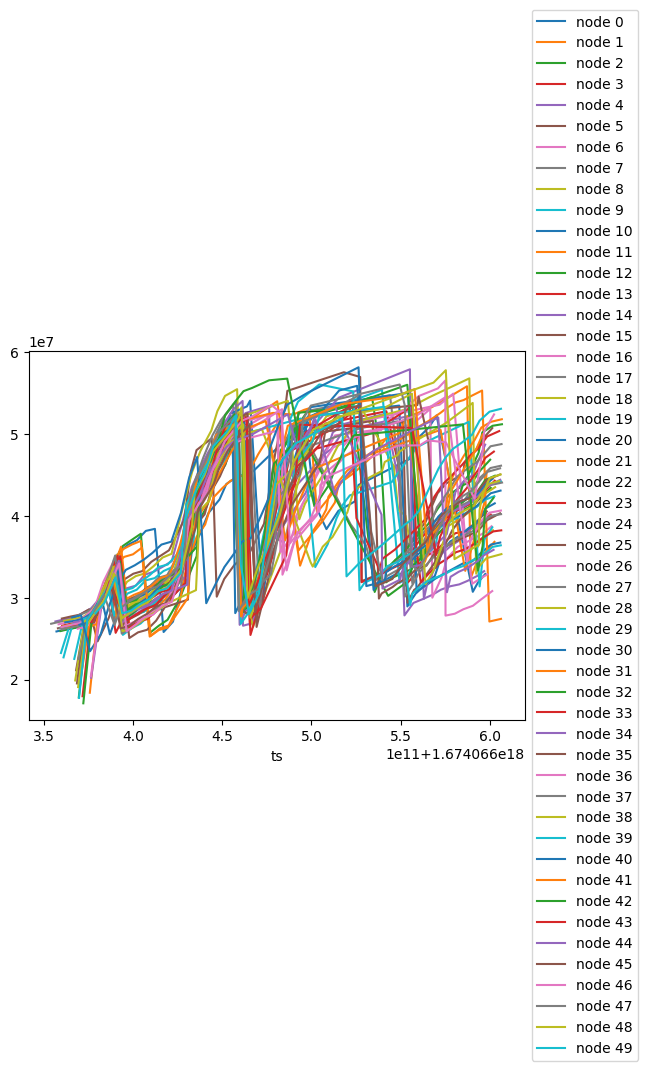 1e7
6
5
4
3
2
3.5 4.0 4.5 5.0 5.5 6.0
ts
1e11+1.674066e18
node 0
node 1
node 2
node 3
node 4
node 5
node 6
node 7
node 8
node 9
node 10
node 11
node 12
node 13
node 14
node 15
node 16
node 17
node 18
node 19
node 20
node 21
node 22
node 23
node 24
node 25
node 26
node 27
node 28
node 29
node 30
node 31
node 32
node 33
node 34
node 35
node 36
node 37
node 38
node 39
node 40
node 41
node 42
node 43
node 44
node 45
node 46
node 47
node 48
node 49